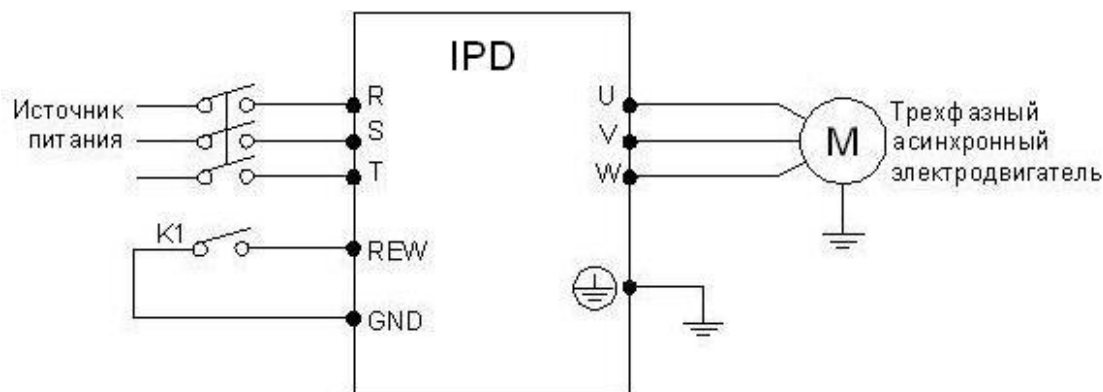 IPD
Источник
питания
R
S
T
K1
REW
GND
U
V
W
M
Трехфазный
асинхронный
электродвигатель